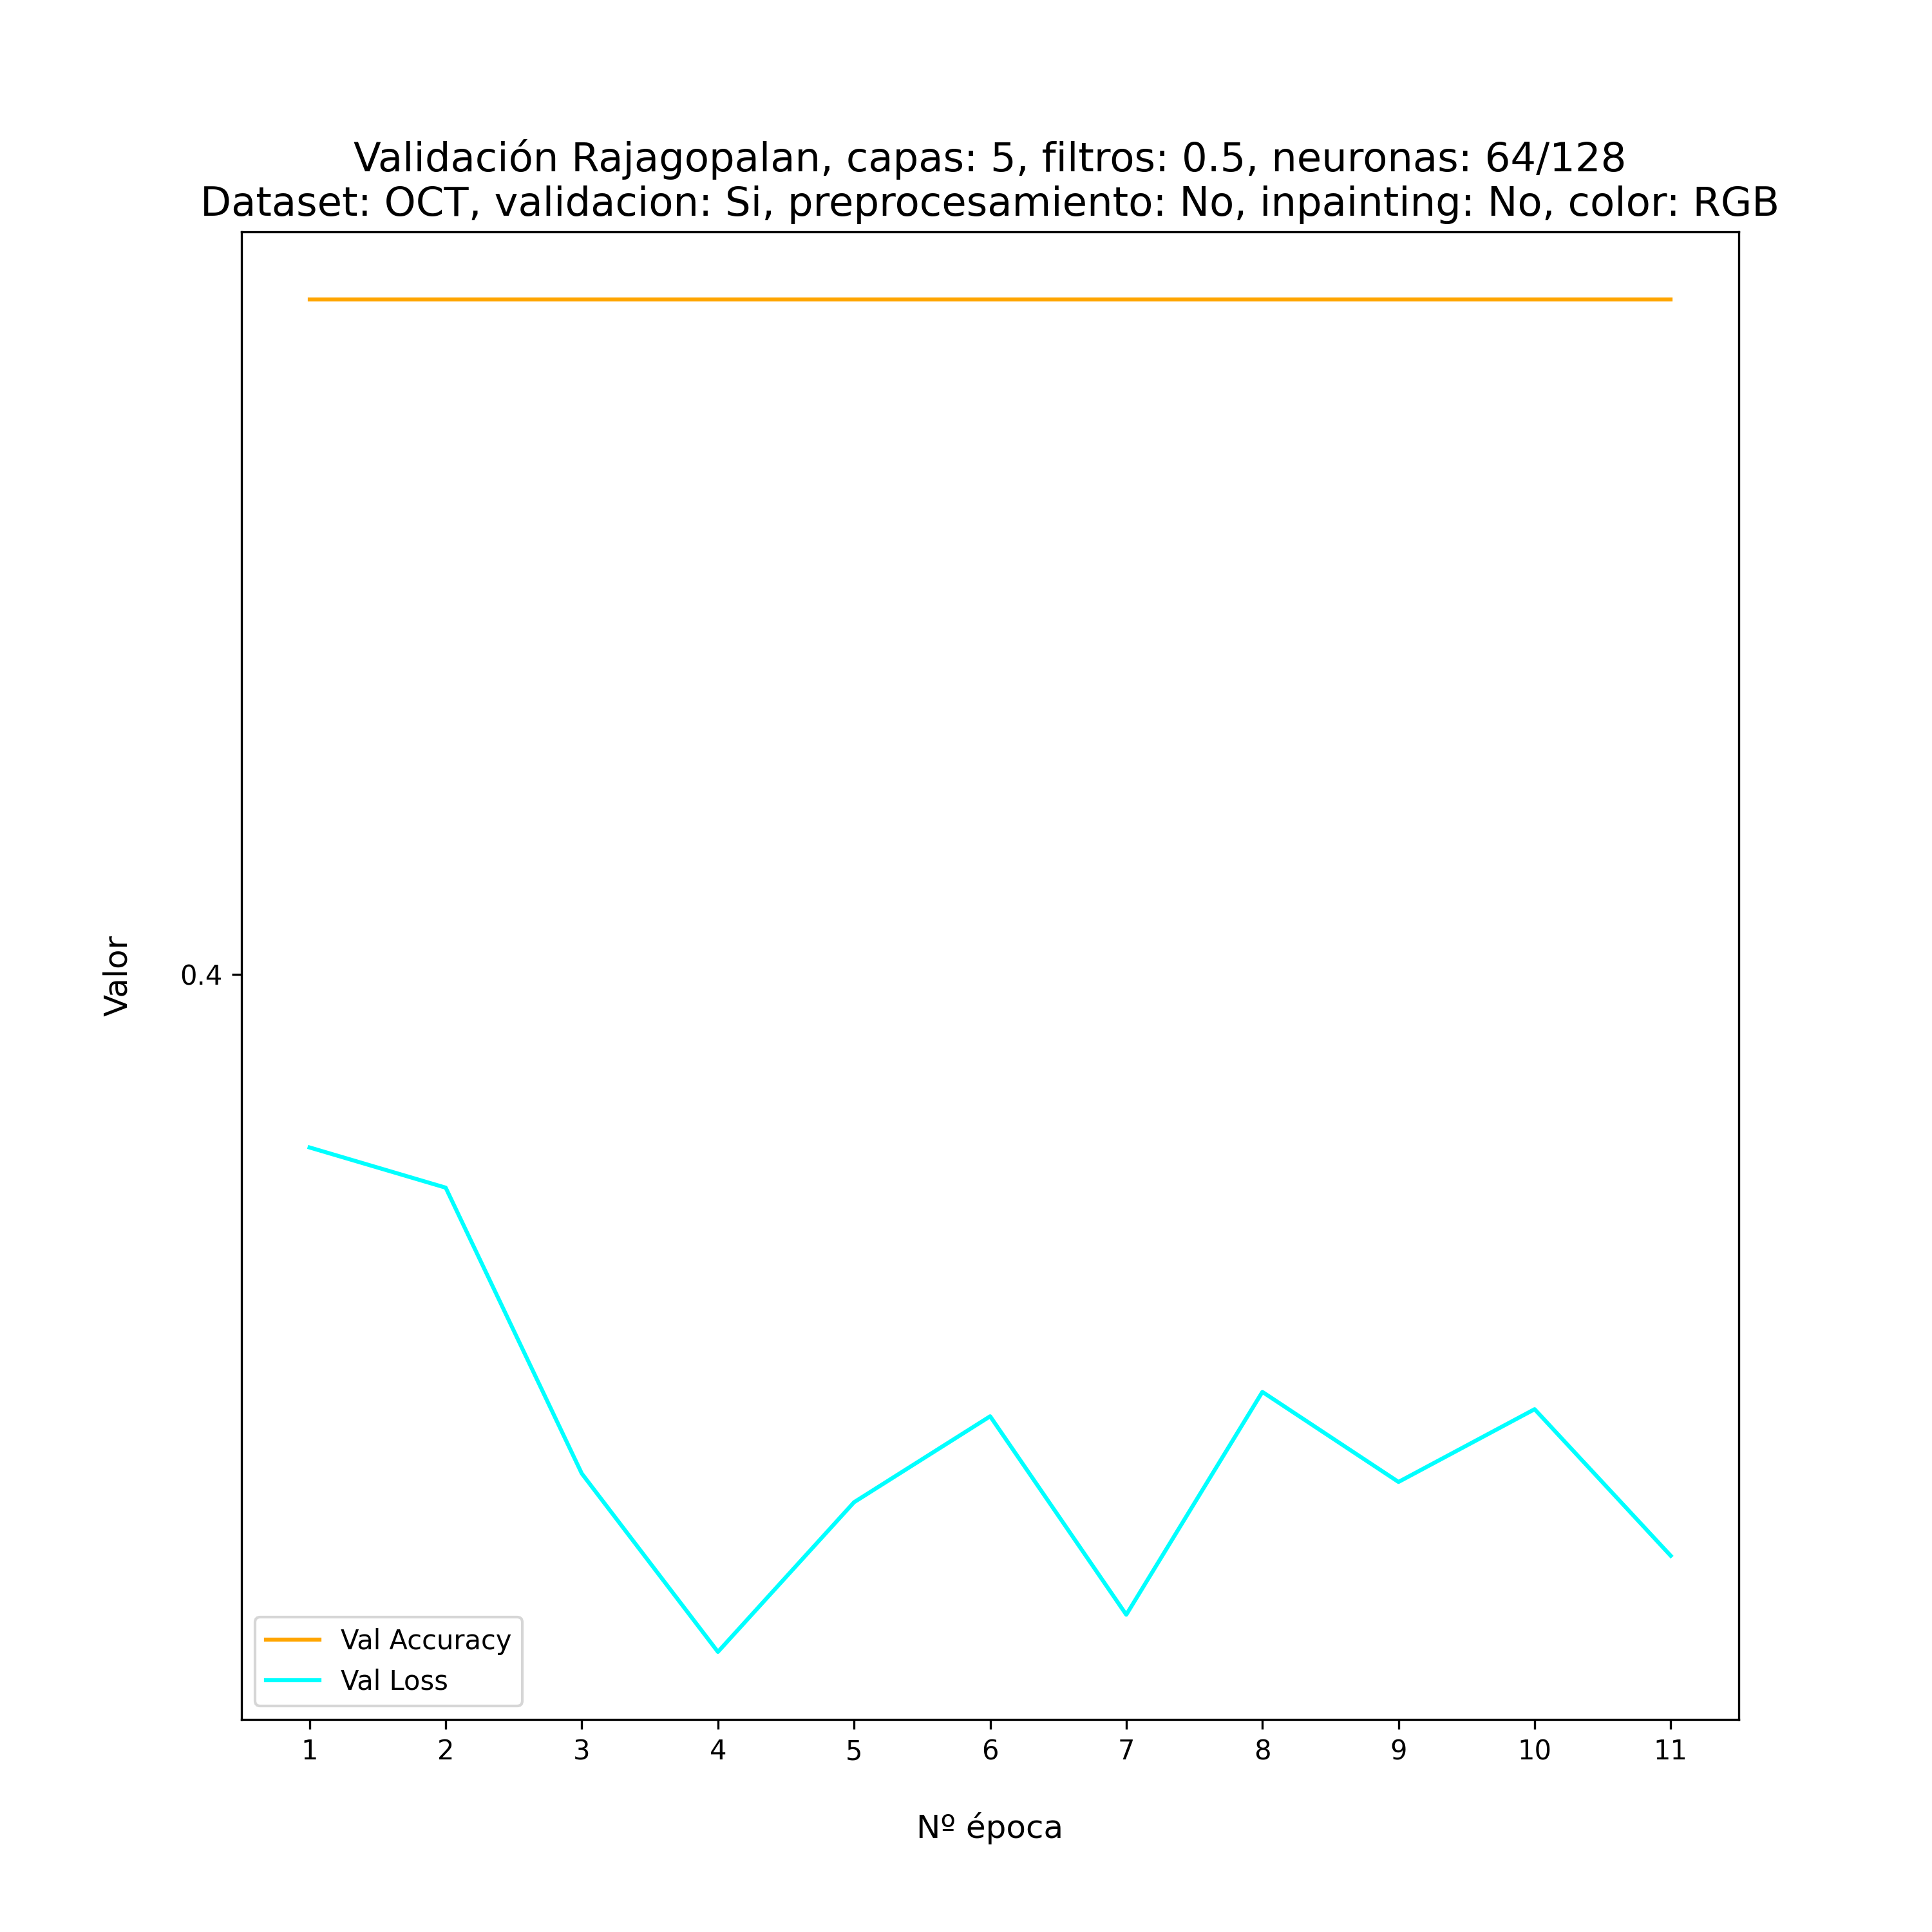 Validación Rajagopalan, capas: 5, filtros: 0.5, neuronas: 64/128
Dataset: OCT, validacion: Si, preprocesamiento: No, inpainting: No, color: RGB
Valor
0.4
Val Accuracy
Val Loss
1 2 3 4 5 6 7 8 9 10 11
Nº época